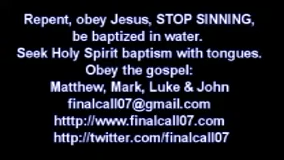 Repent, obey Jesus, STOP SINNING,
be baptized in water.
Seek Holy Spirit baptism with tongues.
Obey the gospel:
Matthew, Mark, Luke & John
finalcall07@gmail.com
htttp://www.finalcall07.com
http://twitter.com/finalcall07